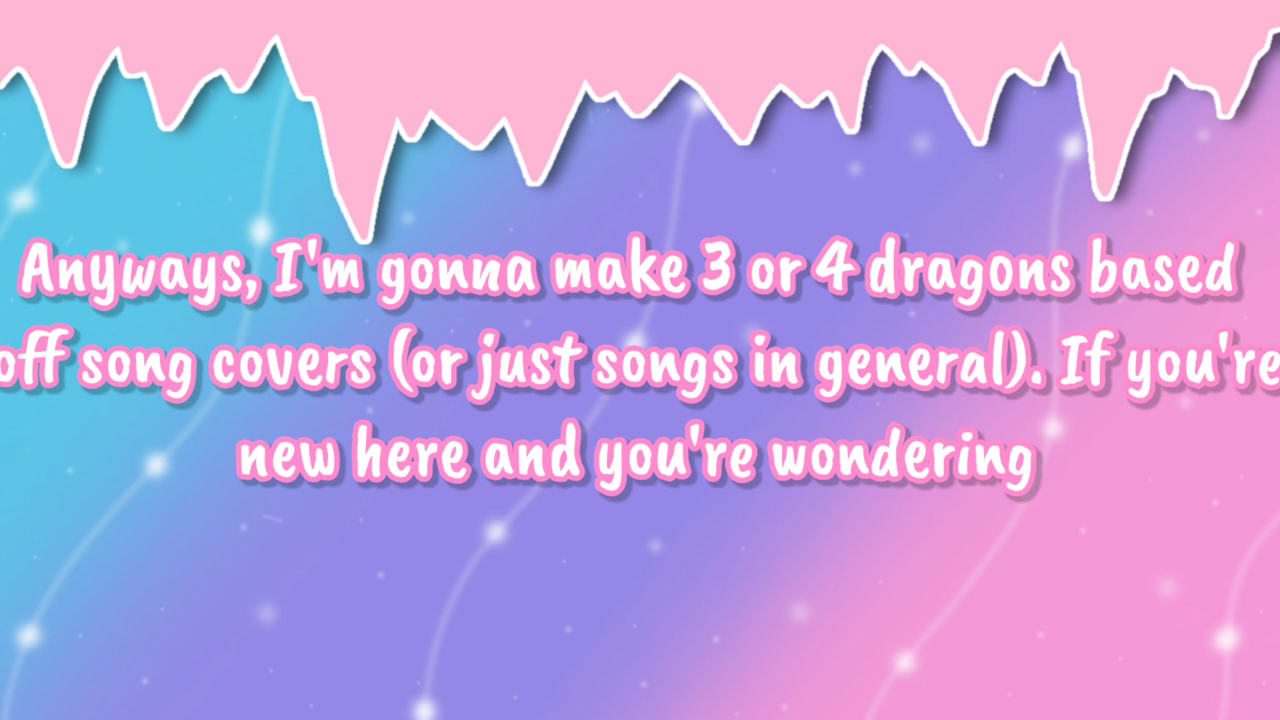 Anyways, I'm gonna make 3 or 4 dragons based
off song covers (or just songs in general). If you're
new here and you're wondering